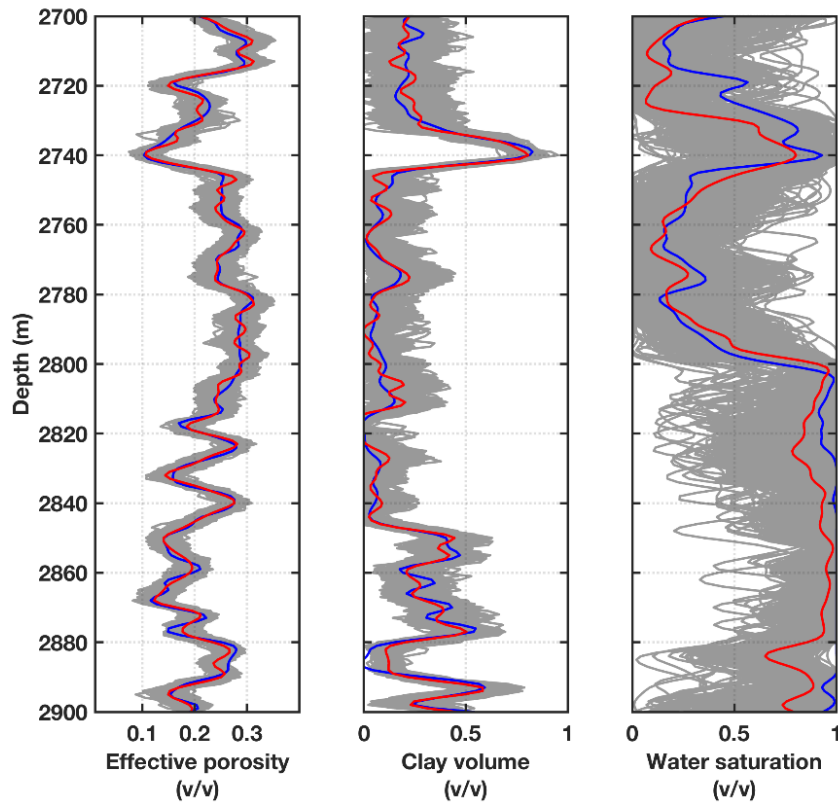 2700
2720
2740
2760
2780
2800
2820
2840
2860
2880
2900
Depth (m)
0.1 0.2 0.3
Effective porosity
(v/v)
0 0.5 1
Clay volume
(v/v)
0 0.5 1
Water saturation
(v/v)